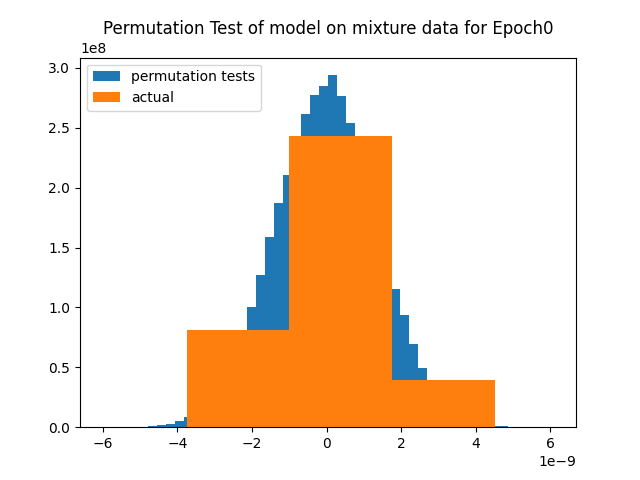 Permutation Test of model on mixture data for Epoch0
1e8
permutation tests
actual
3.0
2.5
2.0
1.5
1.0
0.5
0.0
−6 −4 −2 0 2 4 6
1e−9